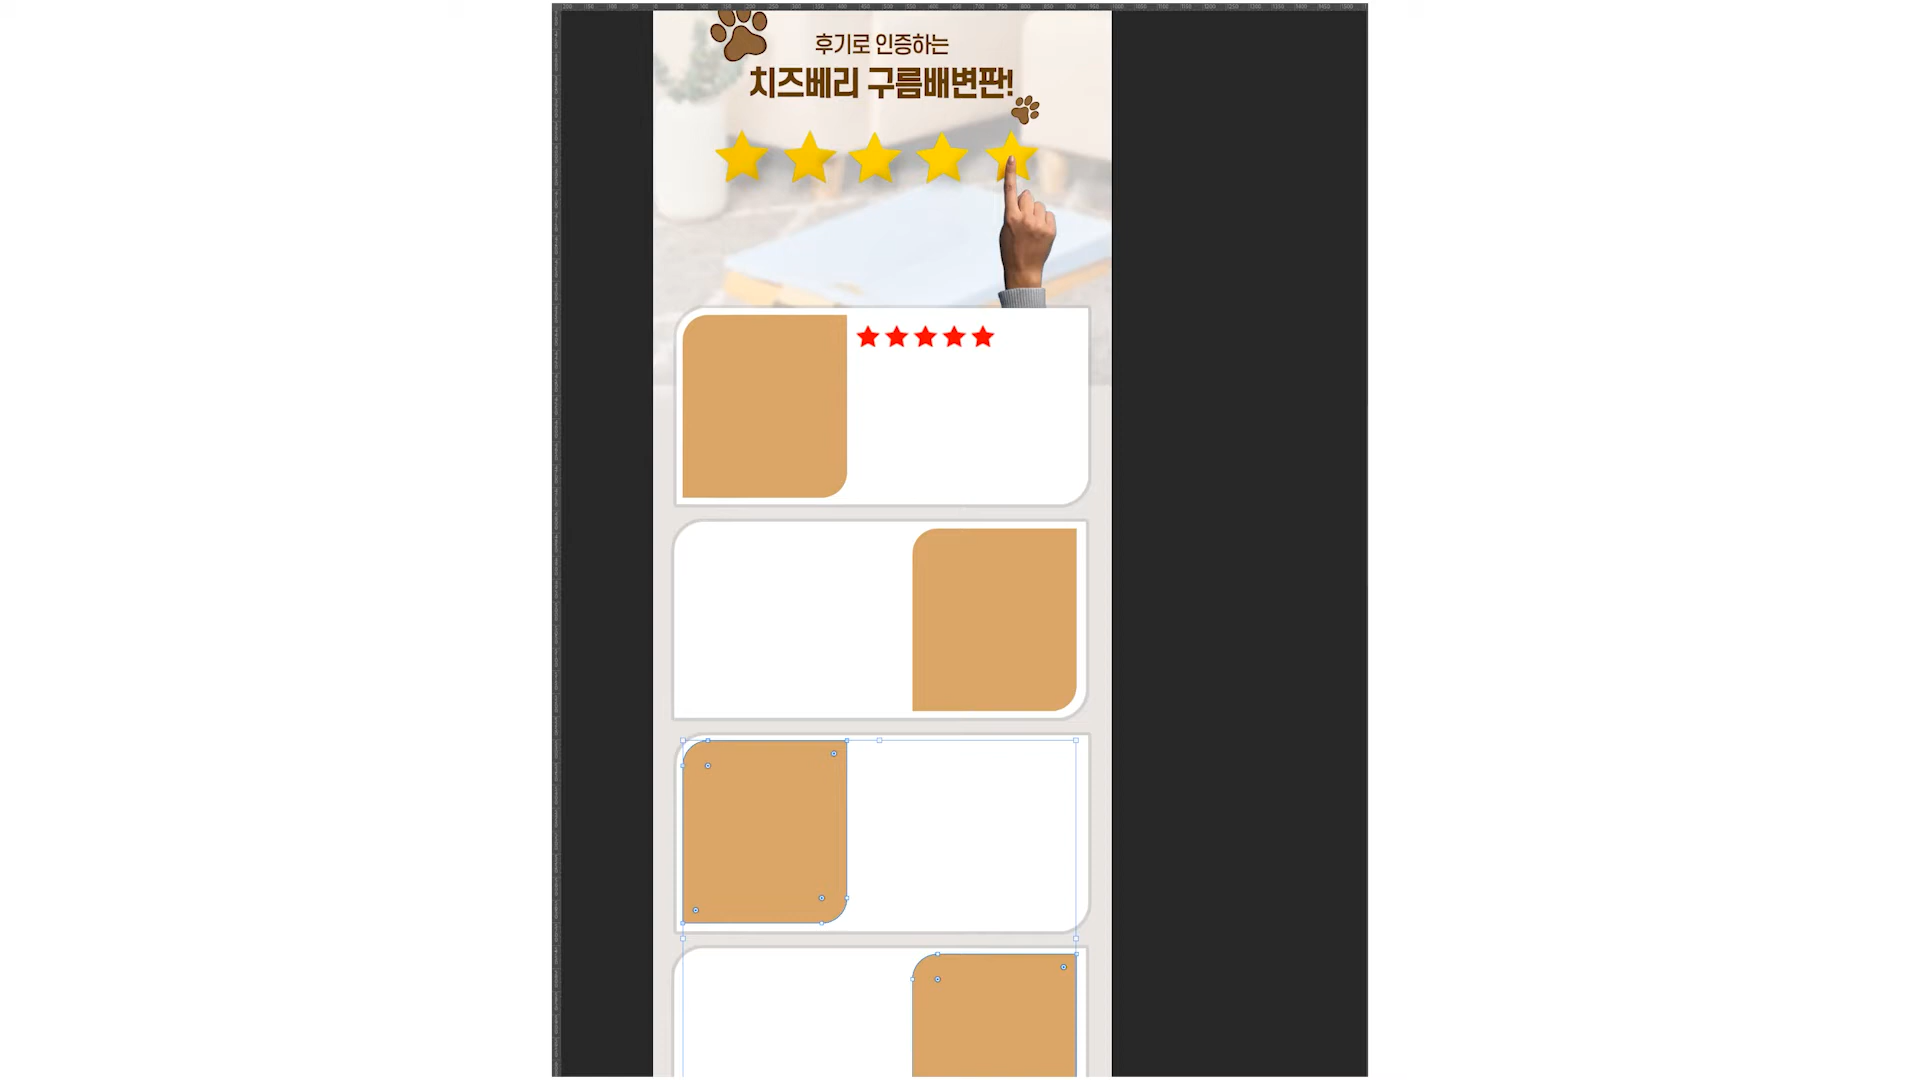 후기로 인증하는
치즈베리 구름배변판!